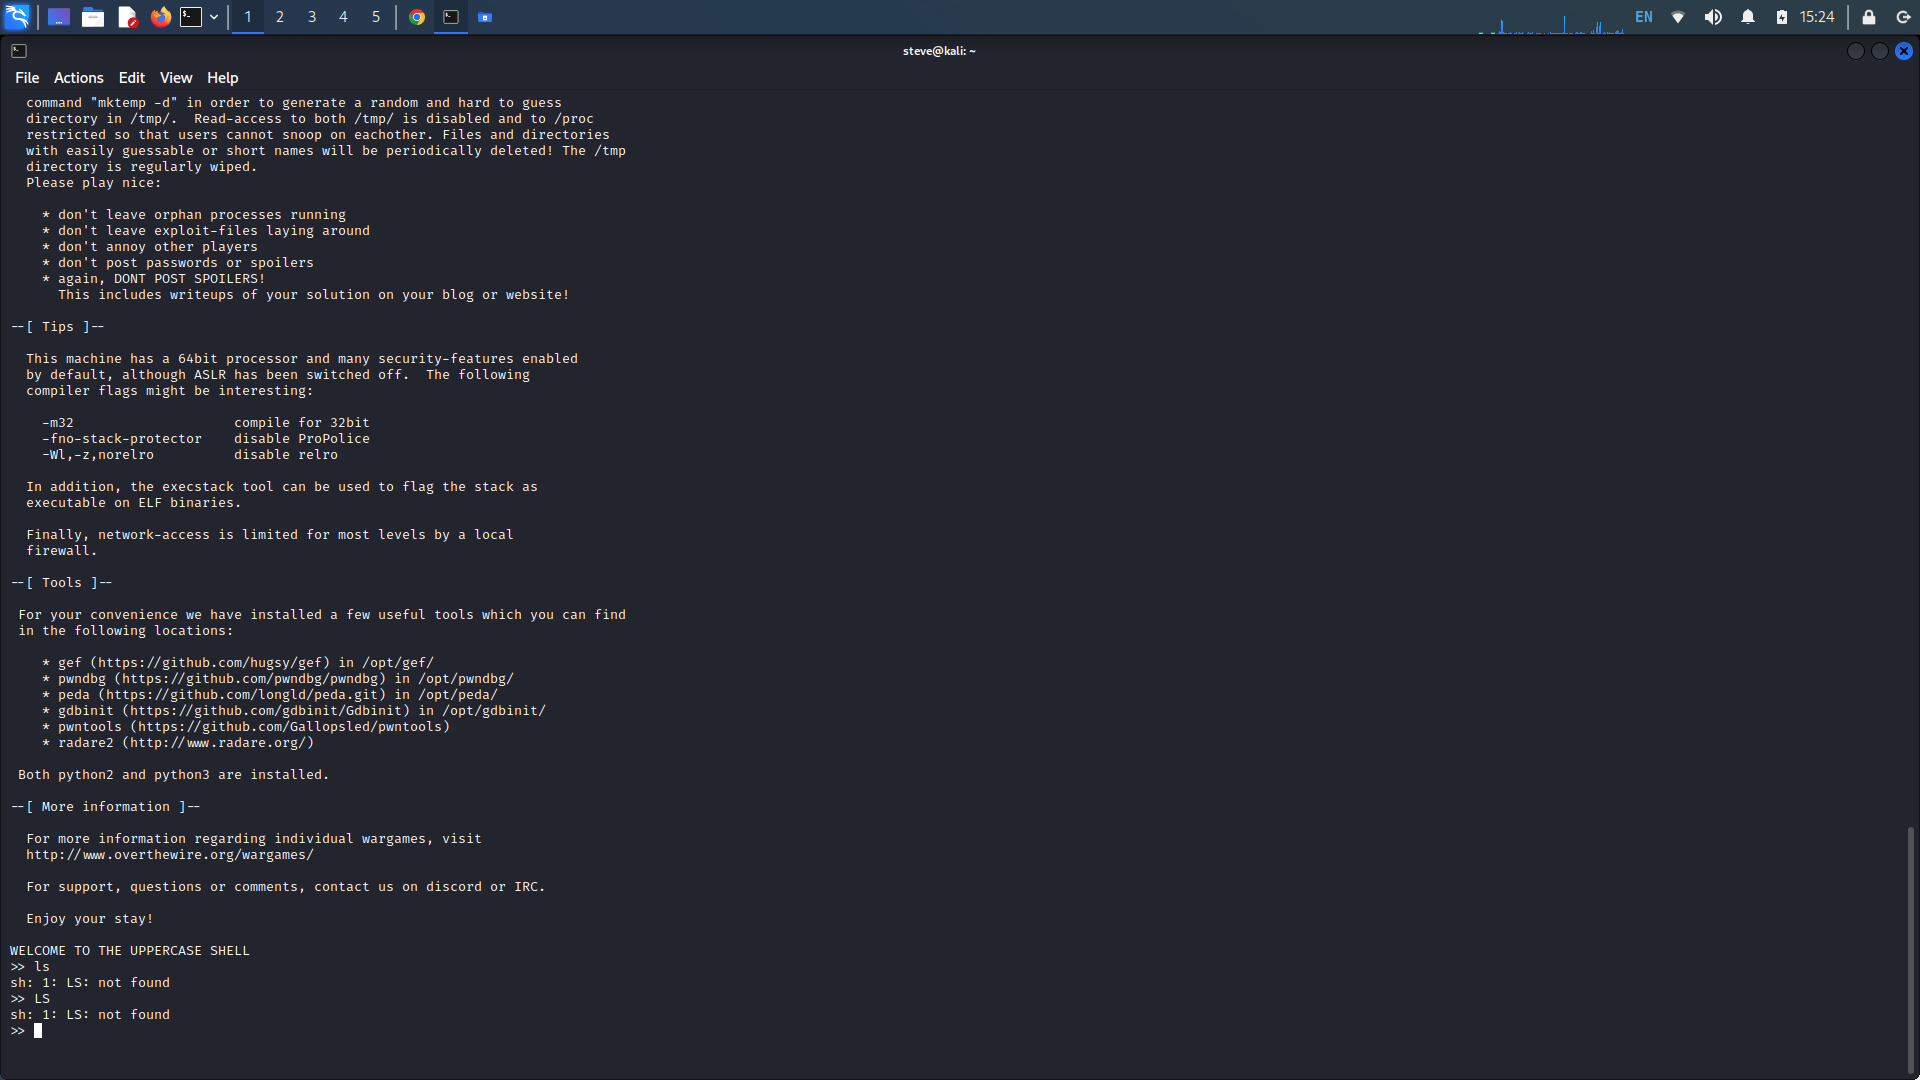 1 2 3 4 5 EN 15:24
steve@kali: ~
File Actions Edit View Help
command "mktemp -d" in order to generate a random and hard to guess
directory in /tmp/.  Read-access to both /tmp/ is disabled and to /proc
restricted so that users cannot snoop on eachother. Files and directories
with easily guessable or short names will be periodically deleted! The /tmp
directory is regularly wiped.
Please play nice:
* don't leave orphan processes running
* don't leave exploit-files laying around
* don't annoy other players
* don't post passwords or spoilers
* again, DONT POST SPOILERS!
This includes writeups of your solution on your blog or website!
--[ Tips ]--
This machine has a 64bit processor and many security-features enabled
by default, although ASLR has been switched off.  The following
compiler flags might be interesting:
-m32                    compile for 32bit
-fno-stack-protector    disable ProPolice
-Wl,-z,norelro          disable relro
In addition, the execstack tool can be used to flag the stack as
executable on ELF binaries.
Finally, network-access is limited for most levels by a local
firewall.
--[ Tools ]--
For your convenience we have installed a few useful tools which you can find
in the following locations:
* gef (https://github.com/hugsy/gef) in /opt/gef/
* pwndbg (https://github.com/pwndbg/pwndbg) in /opt/pwndbg/
* peda (https://github.com/longld/peda.git) in /opt/peda/
* gdbinit (https://github.com/gdbinit/Gdbinit) in /opt/gdbinit/
* pwntools (https://github.com/Gallopsled/pwntools)
* radare2 (http://www.radare.org/)
Both python2 and python3 are installed.
--[ More information ]--
For more information regarding individual wargames, visit
http://www.overthewire.org/wargames/
For support, questions or comments, contact us on discord or IRC.
Enjoy your stay!
WELCOME TO THE UPPERCASE SHELL
>> ls
sh: 1: LS: not found
>> LS
sh: 1: LS: not found
>>